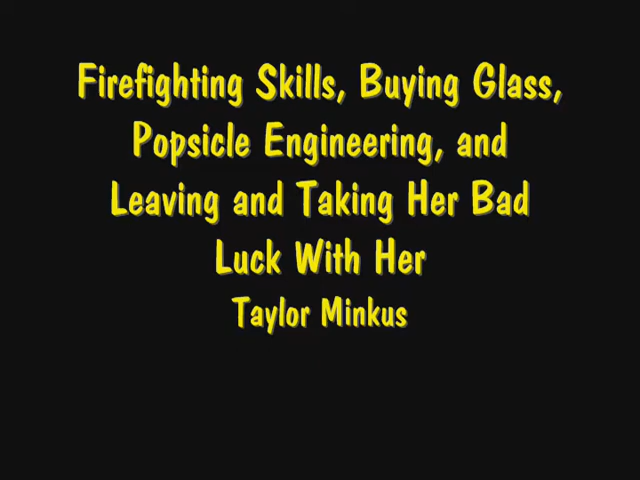 Firefighting Skills, Buying Glass,
Popsicle Engineering, and
Leaving and Taking Her Bad
Luck With Her
Taylor Minkus